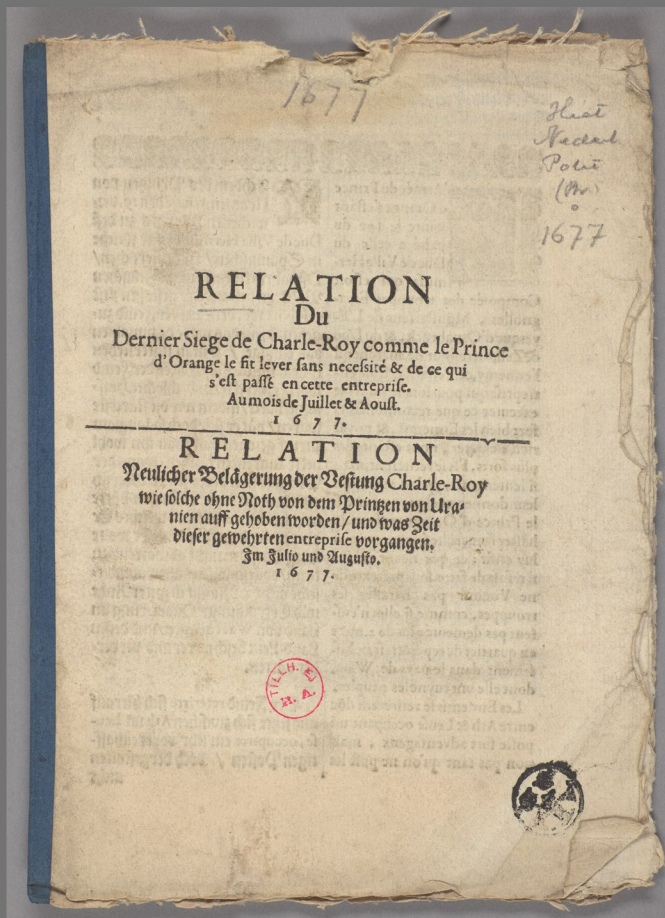 1677
Hist
Nederl
1677
RELATION
Du
Dernier Siege de Charle-Roy comme le Prince
d'Orange le fit lever ſans neceſſité & de ce qui
s'eſt paſſé en cette entrepriſe.
Au mois de Juillet & Aouſt.
1677.
RELATION
Neulicher Belägerung der Veſtung Charle-Roy
wie ſolche ohne Noth von dem Printzen von Ura-
nien auff gehoben worden / und was Zeit
dieſer gewehrten entrepriſe vorgangen.
Im Julio und Auguſto.
1677.
TILLH. EJ
R. A.